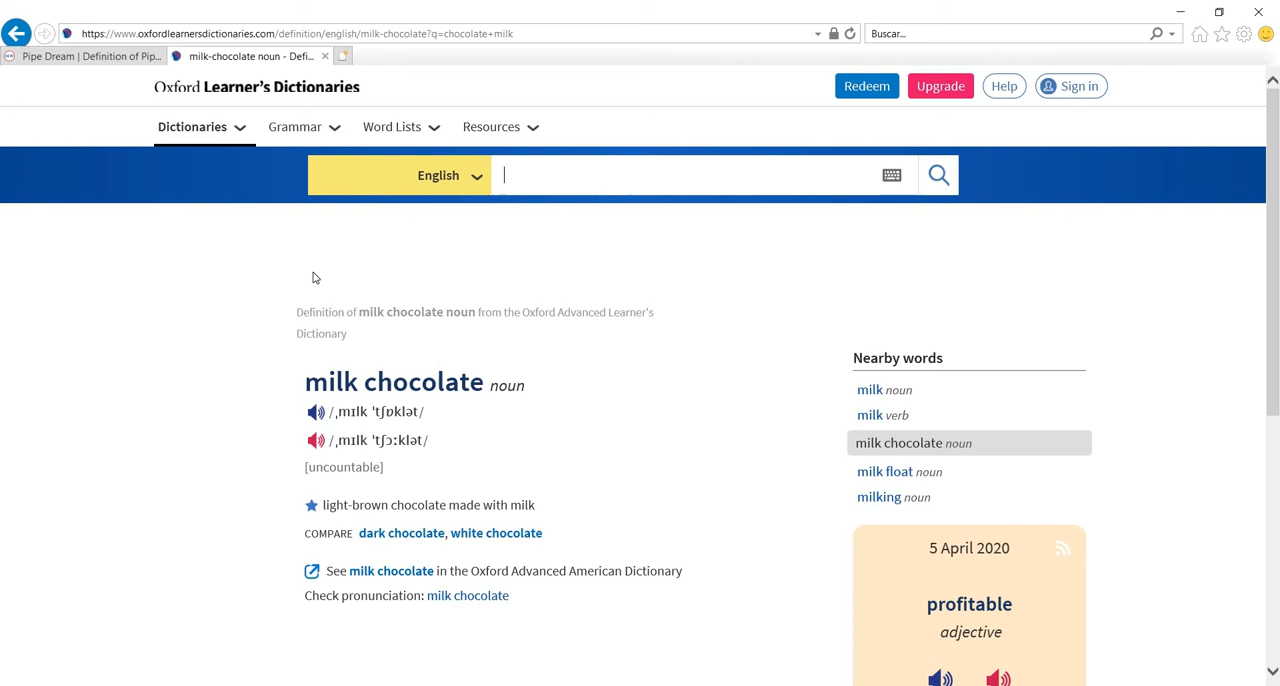 https://www.oxfordlearnersdictionaries.com/definition/english/milk-chocolate?q=chocolate+milk
Buscar...
Pipe Dream | Definition of Pip...
milk-chocolate noun - Defi...
Oxford Learner's Dictionaries
Redeem
Upgrade
Help
Sign in
Dictionaries
Grammar
Word Lists
Resources
English
Definition of milk chocolate noun from the Oxford Advanced Learner's
Dictionary
milk chocolate noun
/ˌmɪlk ˈtʃɒklət/
/ˌmɪlk ˈtʃɔːklət/
[uncountable]
light-brown chocolate made with milk
COMPARE dark chocolate, white chocolate
See milk chocolate in the Oxford Advanced American Dictionary
Check pronunciation: milk chocolate
Nearby words
milk noun
milk verb
milk chocolate noun
milk float noun
milking noun
5 April 2020
profitable
adjective